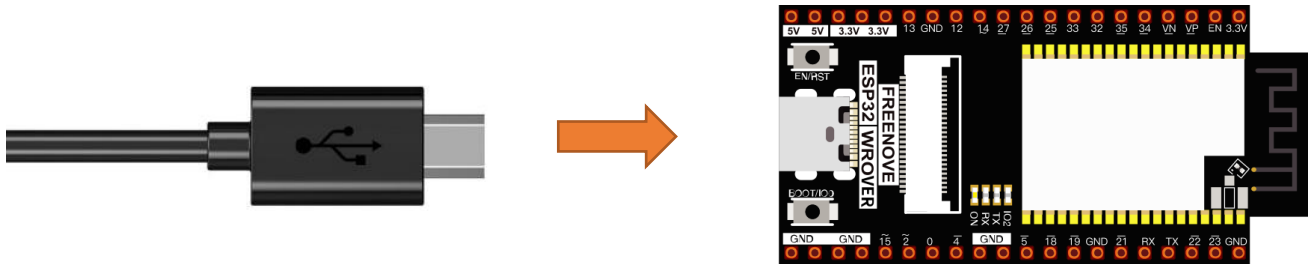 5V 5V 3.3V 3.3V 13 GND 12 14 27 26 25 33 32 35 34 VN VP EN 3.3V
EN/RST
FREENOVE
ESP32 WROVER
BOOT/IO0
ON
RX
TX
IO2
GND GND 15 2 0 4 GND 5 18 19 GND 21 RX TX 22 23 GND